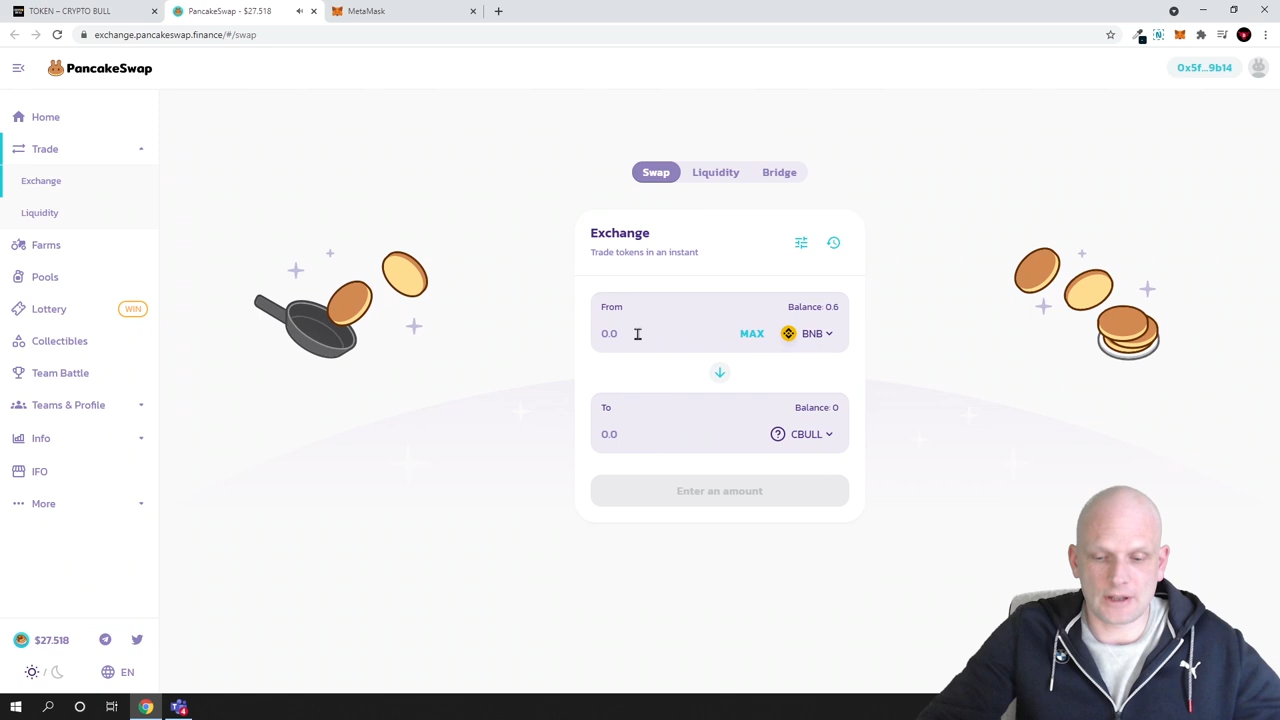 TOKEN – CRYPTO BULL
PancakeSwap - $27.518
MetaMask
exchange.pancakeswap.finance/#/swap
PancakeSwap
0x5f...9b14
Home
Trade
Exchange
Liquidity
Farms
Pools
Lottery WIN
Collectibles
Team Battle
Teams & Profile
Info
IFO
More
$27.518
/ EN
Swap Liquidity Bridge
Exchange
Trade tokens in an instant
From Balance: 0.6
0.0 MAX BNB
To Balance: 0
0.0 ? CBULL
Enter an amount